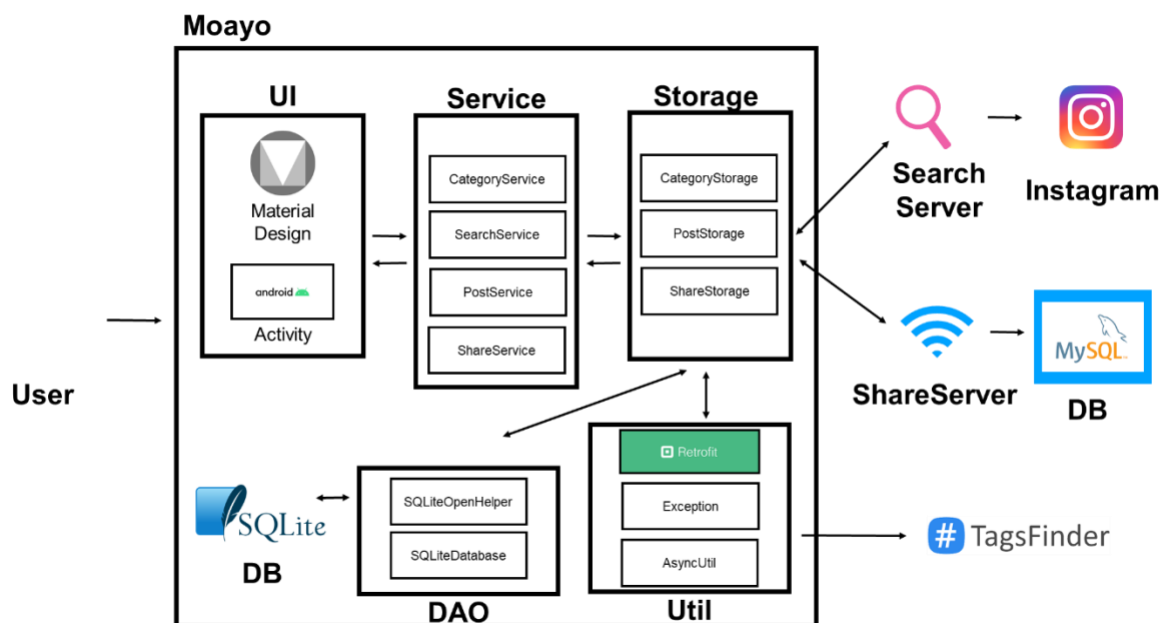 Moayo
UI
Service
Storage
Material
Design
android
Activity
CategoryService
SearchService
PostService
ShareService
CategoryStorage
PostStorage
ShareStorage
Search
Server
Instagram
ShareServer
MySQL
DB
User
SQLite
DB
SQLiteOpenHelper
SQLiteDatabase
DAO
Retrofit
Exception
AsyncUtil
Util
# TagsFinder